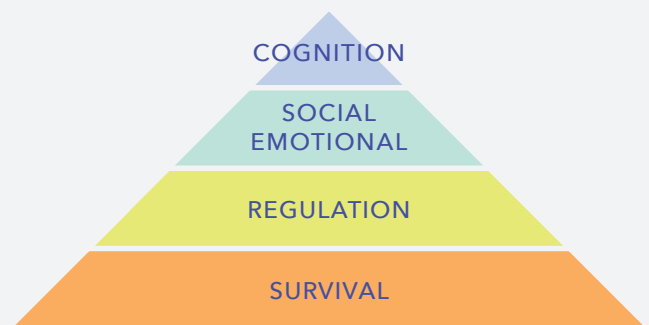 COGNITION
SOCIAL
EMOTIONAL
REGULATION
SURVIVAL